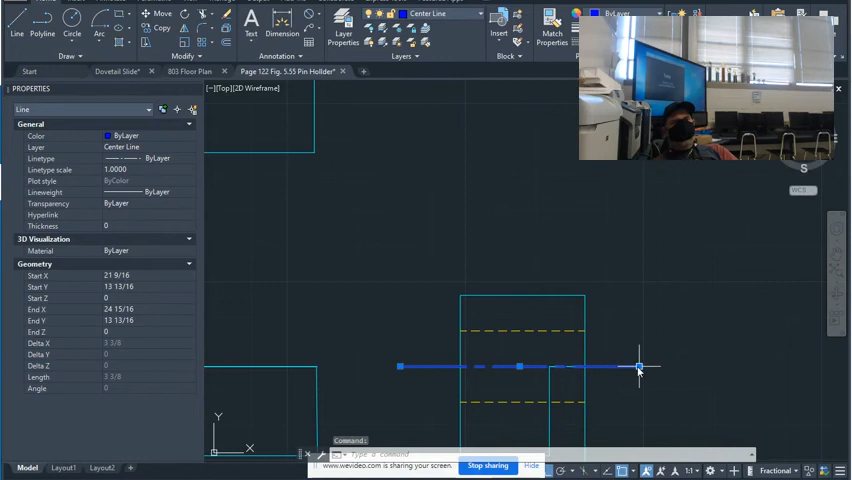 Line
Polyline
Circle
Arc
Move
Copy
Text
Dimension
Center Line
Layer
Properties
Insert
Match
Properties
ByLayer
Draw
Modify
Annotation
Layers
Block
Start
Dovetail Slide*
803 Floor Plan
Page 122 Fig. 5.55 Pin Hollder*
PROPERTIES
[−][Top][2D Wireframe]
Line
General
Color ByLayer
Layer Center Line
Linetype ByLayer
Linetype scale 1.0000
Plot style ByColor
Lineweight ByLayer
Transparency ByLayer
Hyperlink
Thickness 0
3D Visualization
Material ByLayer
Geometry
Start X 21 9/16
Start Y 13 13/16
Start Z 0
End X 24 15/16
End Y 13 13/16
End Z 0
Delta X 3 3/8
Delta Y 0
Delta Z 0
Length 3 3/8
Angle 0
S
WCS
Y
X
Command:
Type a command
www.wevideo.com is sharing your screen.
Stop sharing
Hide
Model
Layout1
Layout2
1:1
Fractional